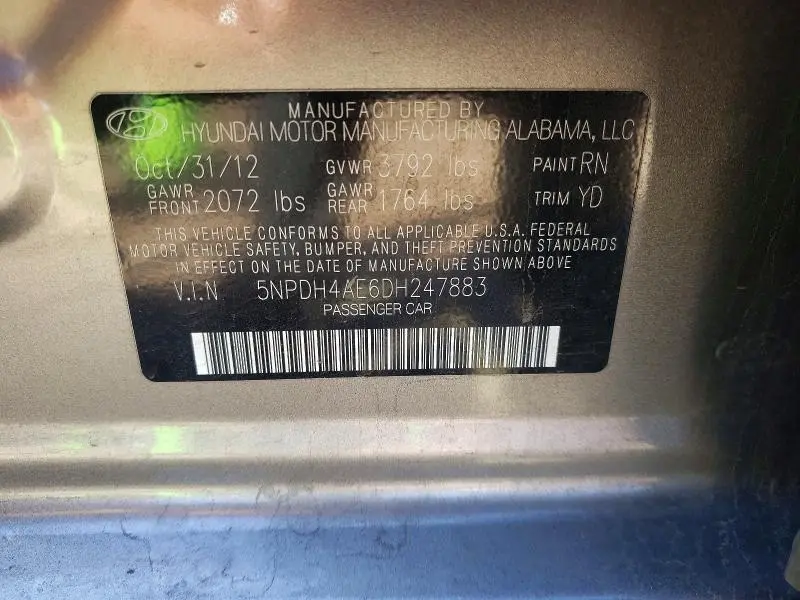 MANUFACTURED BY
HYUNDAI MOTOR MANUFACTURING ALABAMA, LLC
Oct/31/12 GVWR 3792 lbs PAINT RN
GAWR FRONT 2072 lbs GAWR REAR 1764 lbs TRIM YD
THIS VEHICLE CONFORMS TO ALL APPLICABLE U.S.A. FEDERAL
MOTOR VEHICLE SAFETY, BUMPER, AND THEFT PREVENTION STANDARDS
IN EFFECT ON THE DATE OF MANUFACTURE SHOWN ABOVE
V.I.N 5NPDH4AE6DH247883
PASSENGER CAR